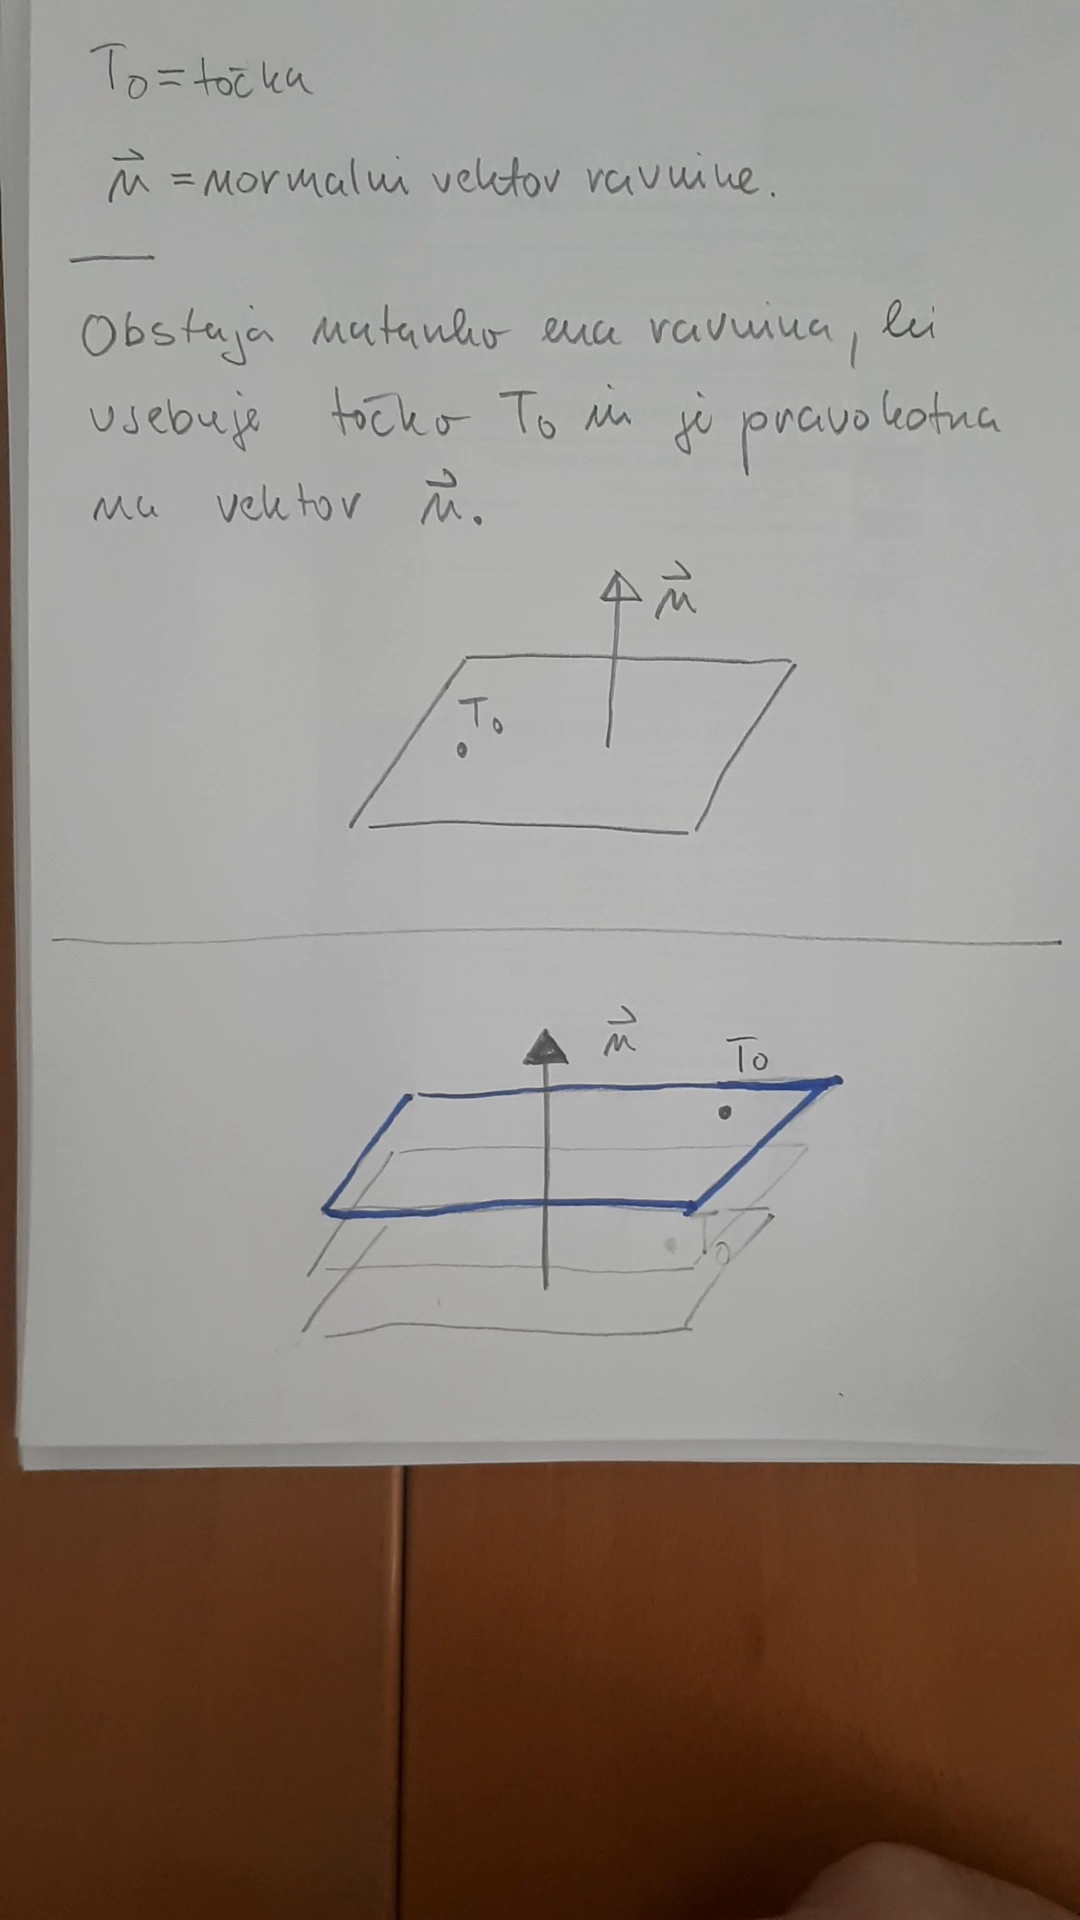 T₀ = točka
n⃗ = normalni vektor ravnine.
Obstaja natanko ena ravnina, ki
vsebuje točko T₀ in je pravokotna
na vektor n⃗.
n⃗
T₀
n⃗
T₀
T₀